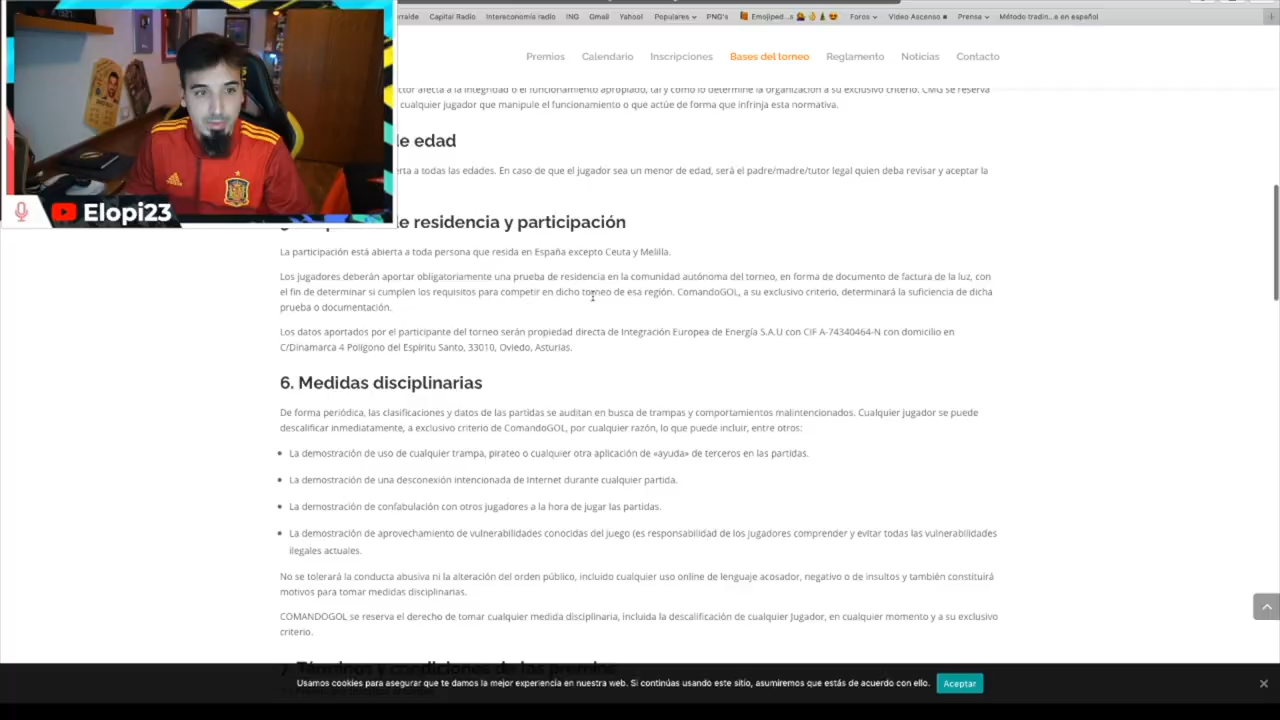 Capital Radio
Intereconomía radio
ING
Gmail
Yahoo!
Populares
PNG's
Foros
Video Ascenso
Prensa
Método tradin...a en español
Premios
Calendario
Inscripciones
Bases del torneo
Reglamento
Noticias
Contacto
afecta a la integridad o el funcionamiento apropiado, tal y como lo determine la organización a su exclusivo criterio. CMG se reserva
cualquier jugador que manipule el funcionamiento o que actúe de forma que infrinja esta normativa.
de edad
a todas las edades. En caso de que el jugador sea un menor de edad, será el padre/madre/tutor legal quien deba revisar y aceptar la
de residencia y participación
La participación está abierta a toda persona que resida en España excepto Ceuta y Melilla.
Los jugadores deberán aportar obligatoriamente una prueba de residencia en la comunidad autónoma del torneo, en forma de documento de factura de la luz, con
el fin de determinar si cumplen los requisitos para competir en dicho torneo de esa región. ComandoGOL, a su exclusivo criterio, determinará la suficiencia de dicha
prueba o documentación.
Los datos aportados por el participante del torneo serán propiedad directa de Integración Europea de Energía S.A.U con CIF A-74340464-N con domicilio en
C/Dinamarca 4 Polígono del Espíritu Santo, 33010, Oviedo, Asturias.
6. Medidas disciplinarias
De forma periódica, las clasificaciones y datos de las partidas se auditan en busca de trampas y comportamientos malintencionados. Cualquier jugador se puede
descalificar inmediatamente, a exclusivo criterio de ComandoGOL, por cualquier razón, lo que puede incluir, entre otros:
La demostración de uso de cualquier trampa, pirateo o cualquier otra aplicación de «ayuda» de terceros en las partidas.
La demostración de una desconexión intencionada de Internet durante cualquier partida.
La demostración de confabulación con otros jugadores a la hora de jugar las partidas.
La demostración de aprovechamiento de vulnerabilidades conocidas del juego (es responsabilidad de los jugadores comprender y evitar todas las vulnerabilidades
ilegales actuales.
No se tolerará la conducta abusiva ni la alteración del orden público, incluido cualquier uso online de lenguaje acosador, negativo o de insultos y también constituirá
motivos para tomar medidas disciplinarias.
COMANDOGOL se reserva el derecho de tomar cualquier medida disciplinaria, incluida la descalificación de cualquier Jugador, en cualquier momento y a su exclusivo
criterio.
7. Términos y condiciones de los premios
Usamos cookies para asegurar que te damos la mejor experiencia en nuestra web. Si continúas usando este sitio, asumiremos que estás de acuerdo con ello.
Aceptar
Elopi23